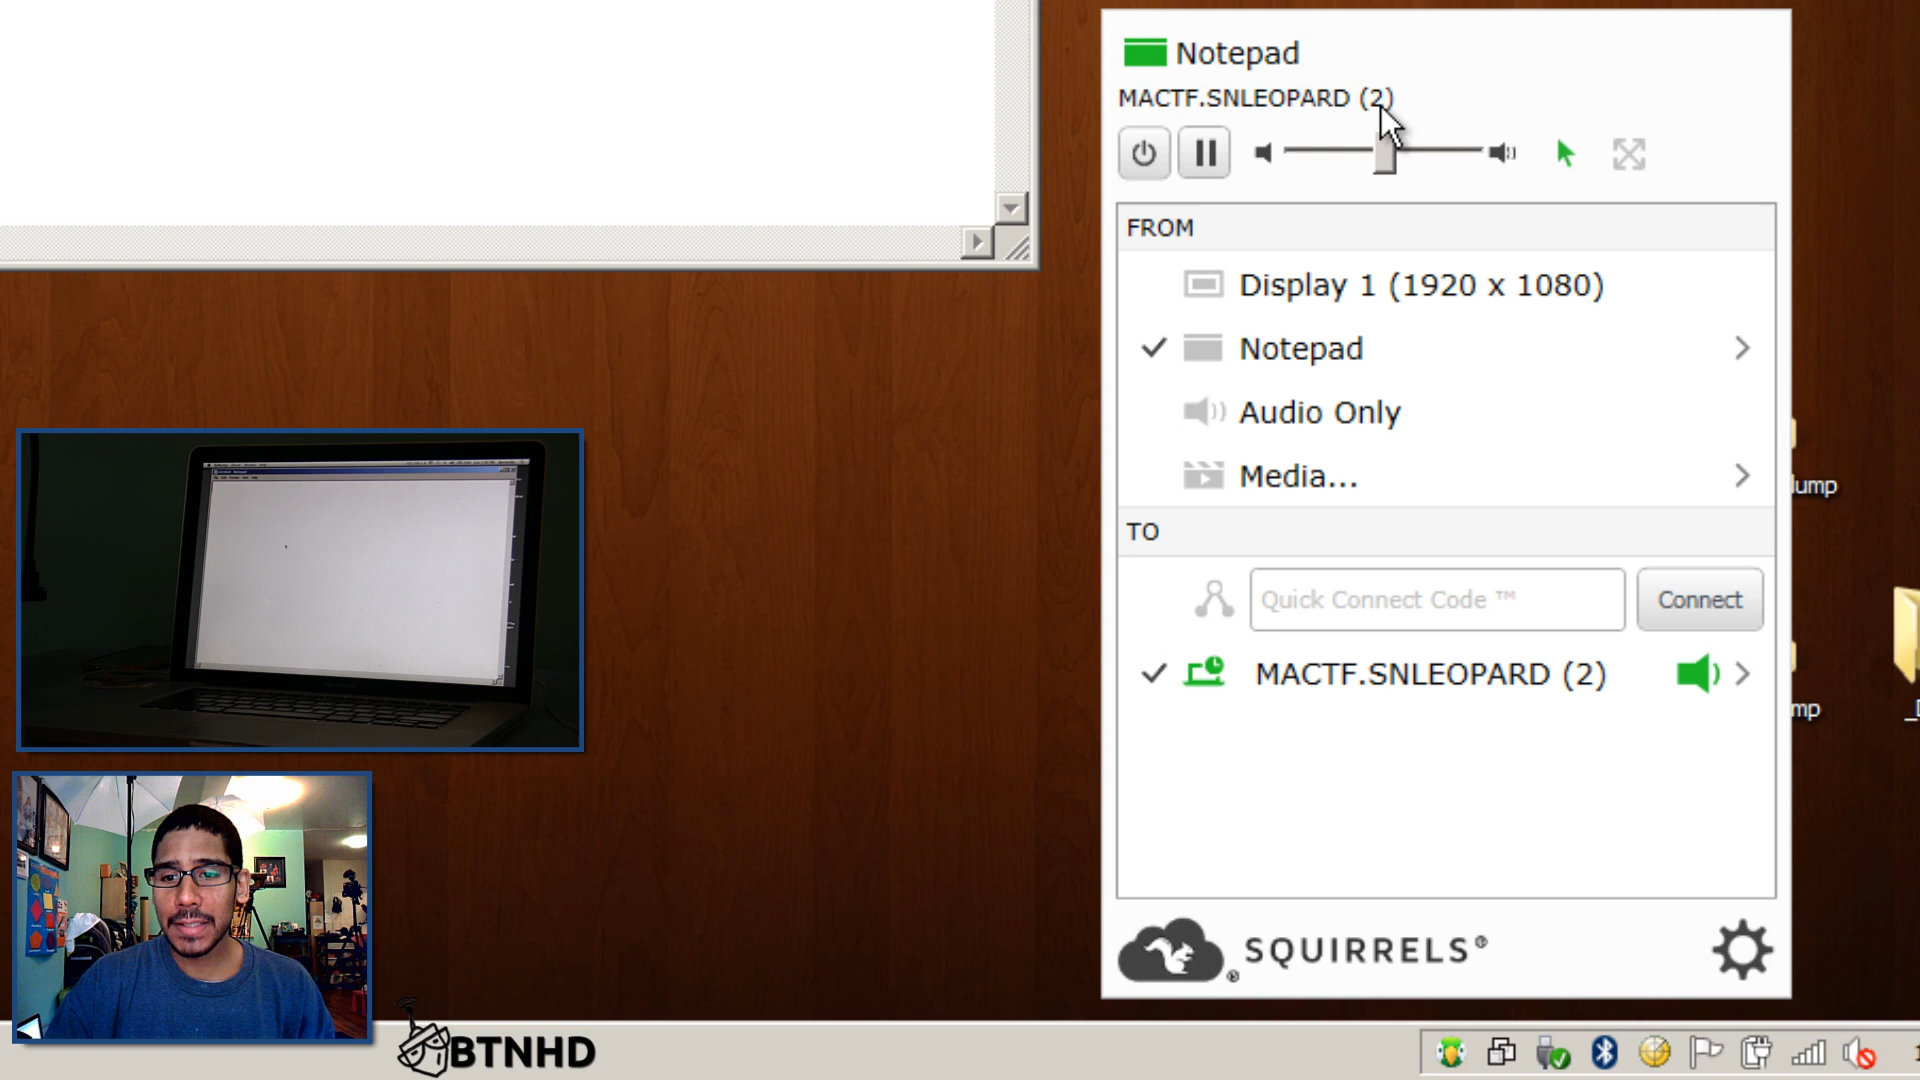 Notepad
MACTF.SNLEOPARD (2)
FROM
Display 1 (1920 x 1080)
Notepad
Audio Only
Media...
TO
Quick Connect Code ™
Connect
MACTF.SNLEOPARD (2)
SQUIRRELS®
ump
mp
BTNHD